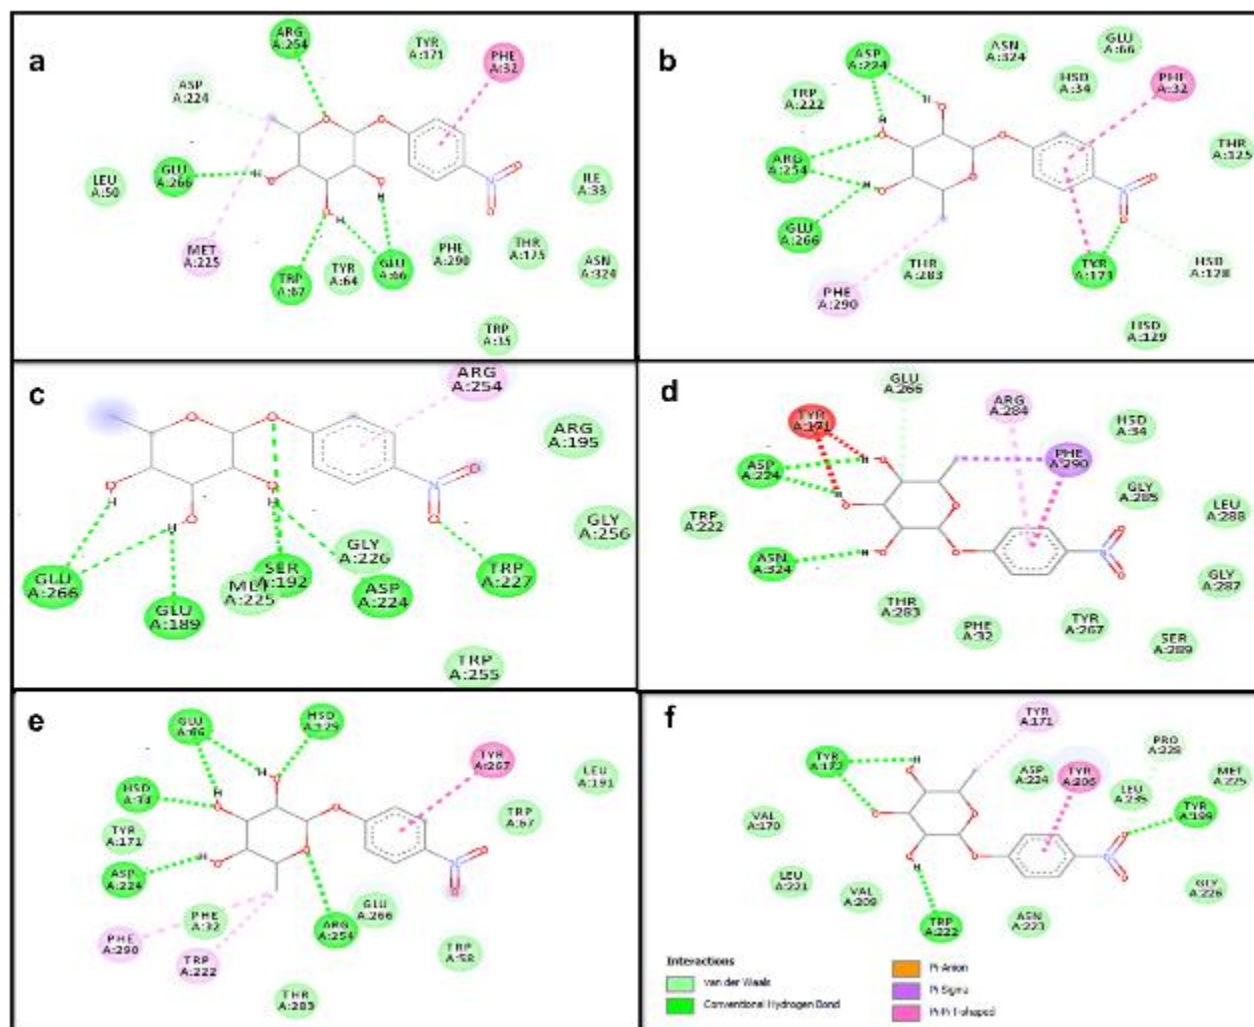 a
ARG
A:254
TYR
A:171
PHE
A:32
ASP
A:224
GLU
A:266
LEU
A:50
ILE
A:33
MET
A:225
TRP
A:67
TYR
A:64
GLU
A:66
PHE
A:290
THR
ASN
A:324
TRP
A:35
H
O
N
b
ASP
A:224
ASN
A:324
GLU
A:66
HSD
A:34
PHE
A:32
TRP
A:222
THR
A:125
ARG
A:254
GLU
A:266
THR
A:283
PHE
A:290
TYR
A:171
HSD
A:128
HSD
A:129
c
ARG
A:254
ARG
A:195
GLY
A:256
GLY
A:226
SER
A:192
TRP
A:227
GLU
A:266
A:225
ASP
A:224
GLU
A:189
TRP
A:255
d
GLU
A:266
ARG
A:284
TYR
A:171
HSD
A:34
ASP
A:224
PHE
A:290
GLY
A:285
LEU
A:288
TRP
A:222
ASN
A:324
GLY
A:287
THR
A:283
PHE
A:32
TYR
A:267
SER
A:289
e
GLU
A:66
HSD
A:129
TYR
A:267
LEU
A:191
HSD
A:34
TRP
A:67
TYR
A:171
ASP
A:224
PHE
A:32
GLU
A:266
PHE
A:290
ARG
A:254
TRP
A:222
TRP
A:58
THR
A:283
f
TYR
A:171
TYR
ASP
A:224
TYR
PRO
A:228
MET
A:225
LEU
A:235
TYR
A:199
VAL
A:170
LEU
A:221
VAL
A:209
GLY
A:226
TRP
A:222
ASN
A:223
Interactions
van der Waals
Conventional Hydrogen Bond
Pi-Anion
Pi-Sigma
Pi-Pi T-shaped